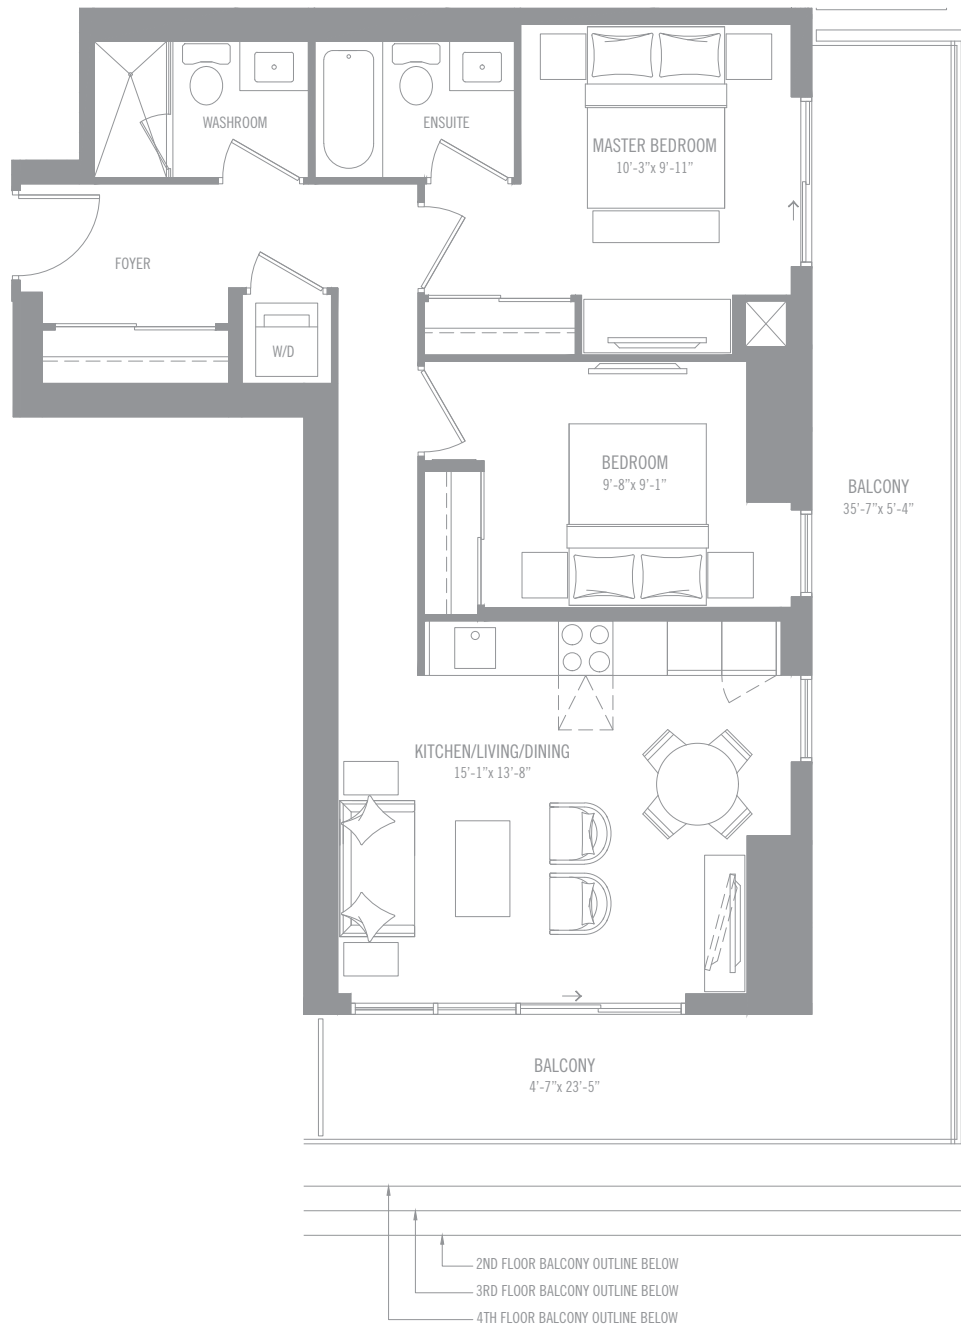 WASHROOM
ENSUITE
MASTER BEDROOM
10'-3”x 9'-11”
FOYER
W/D
BEDROOM
9'-8”x 9'-1”
BALCONY
35'-7”x 5'-4”
KITCHEN/LIVING/DINING
15'-1”x 13'-8”
BALCONY
4'-7”x 23'-5”
2ND FLOOR BALCONY OUTLINE BELOW
3RD FLOOR BALCONY OUTLINE BELOW
4TH FLOOR BALCONY OUTLINE BELOW